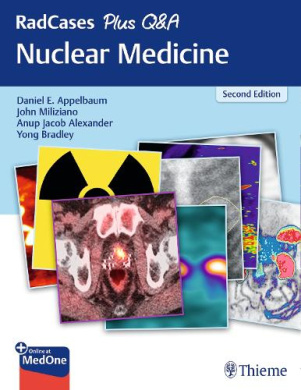 RadCases Plus Q&A
Nuclear Medicine
Second Edition
Daniel E. Appelbaum
John Miliziano
Anup Jacob Alexander
Yong Bradley
+ Online at
MedOne
Thieme